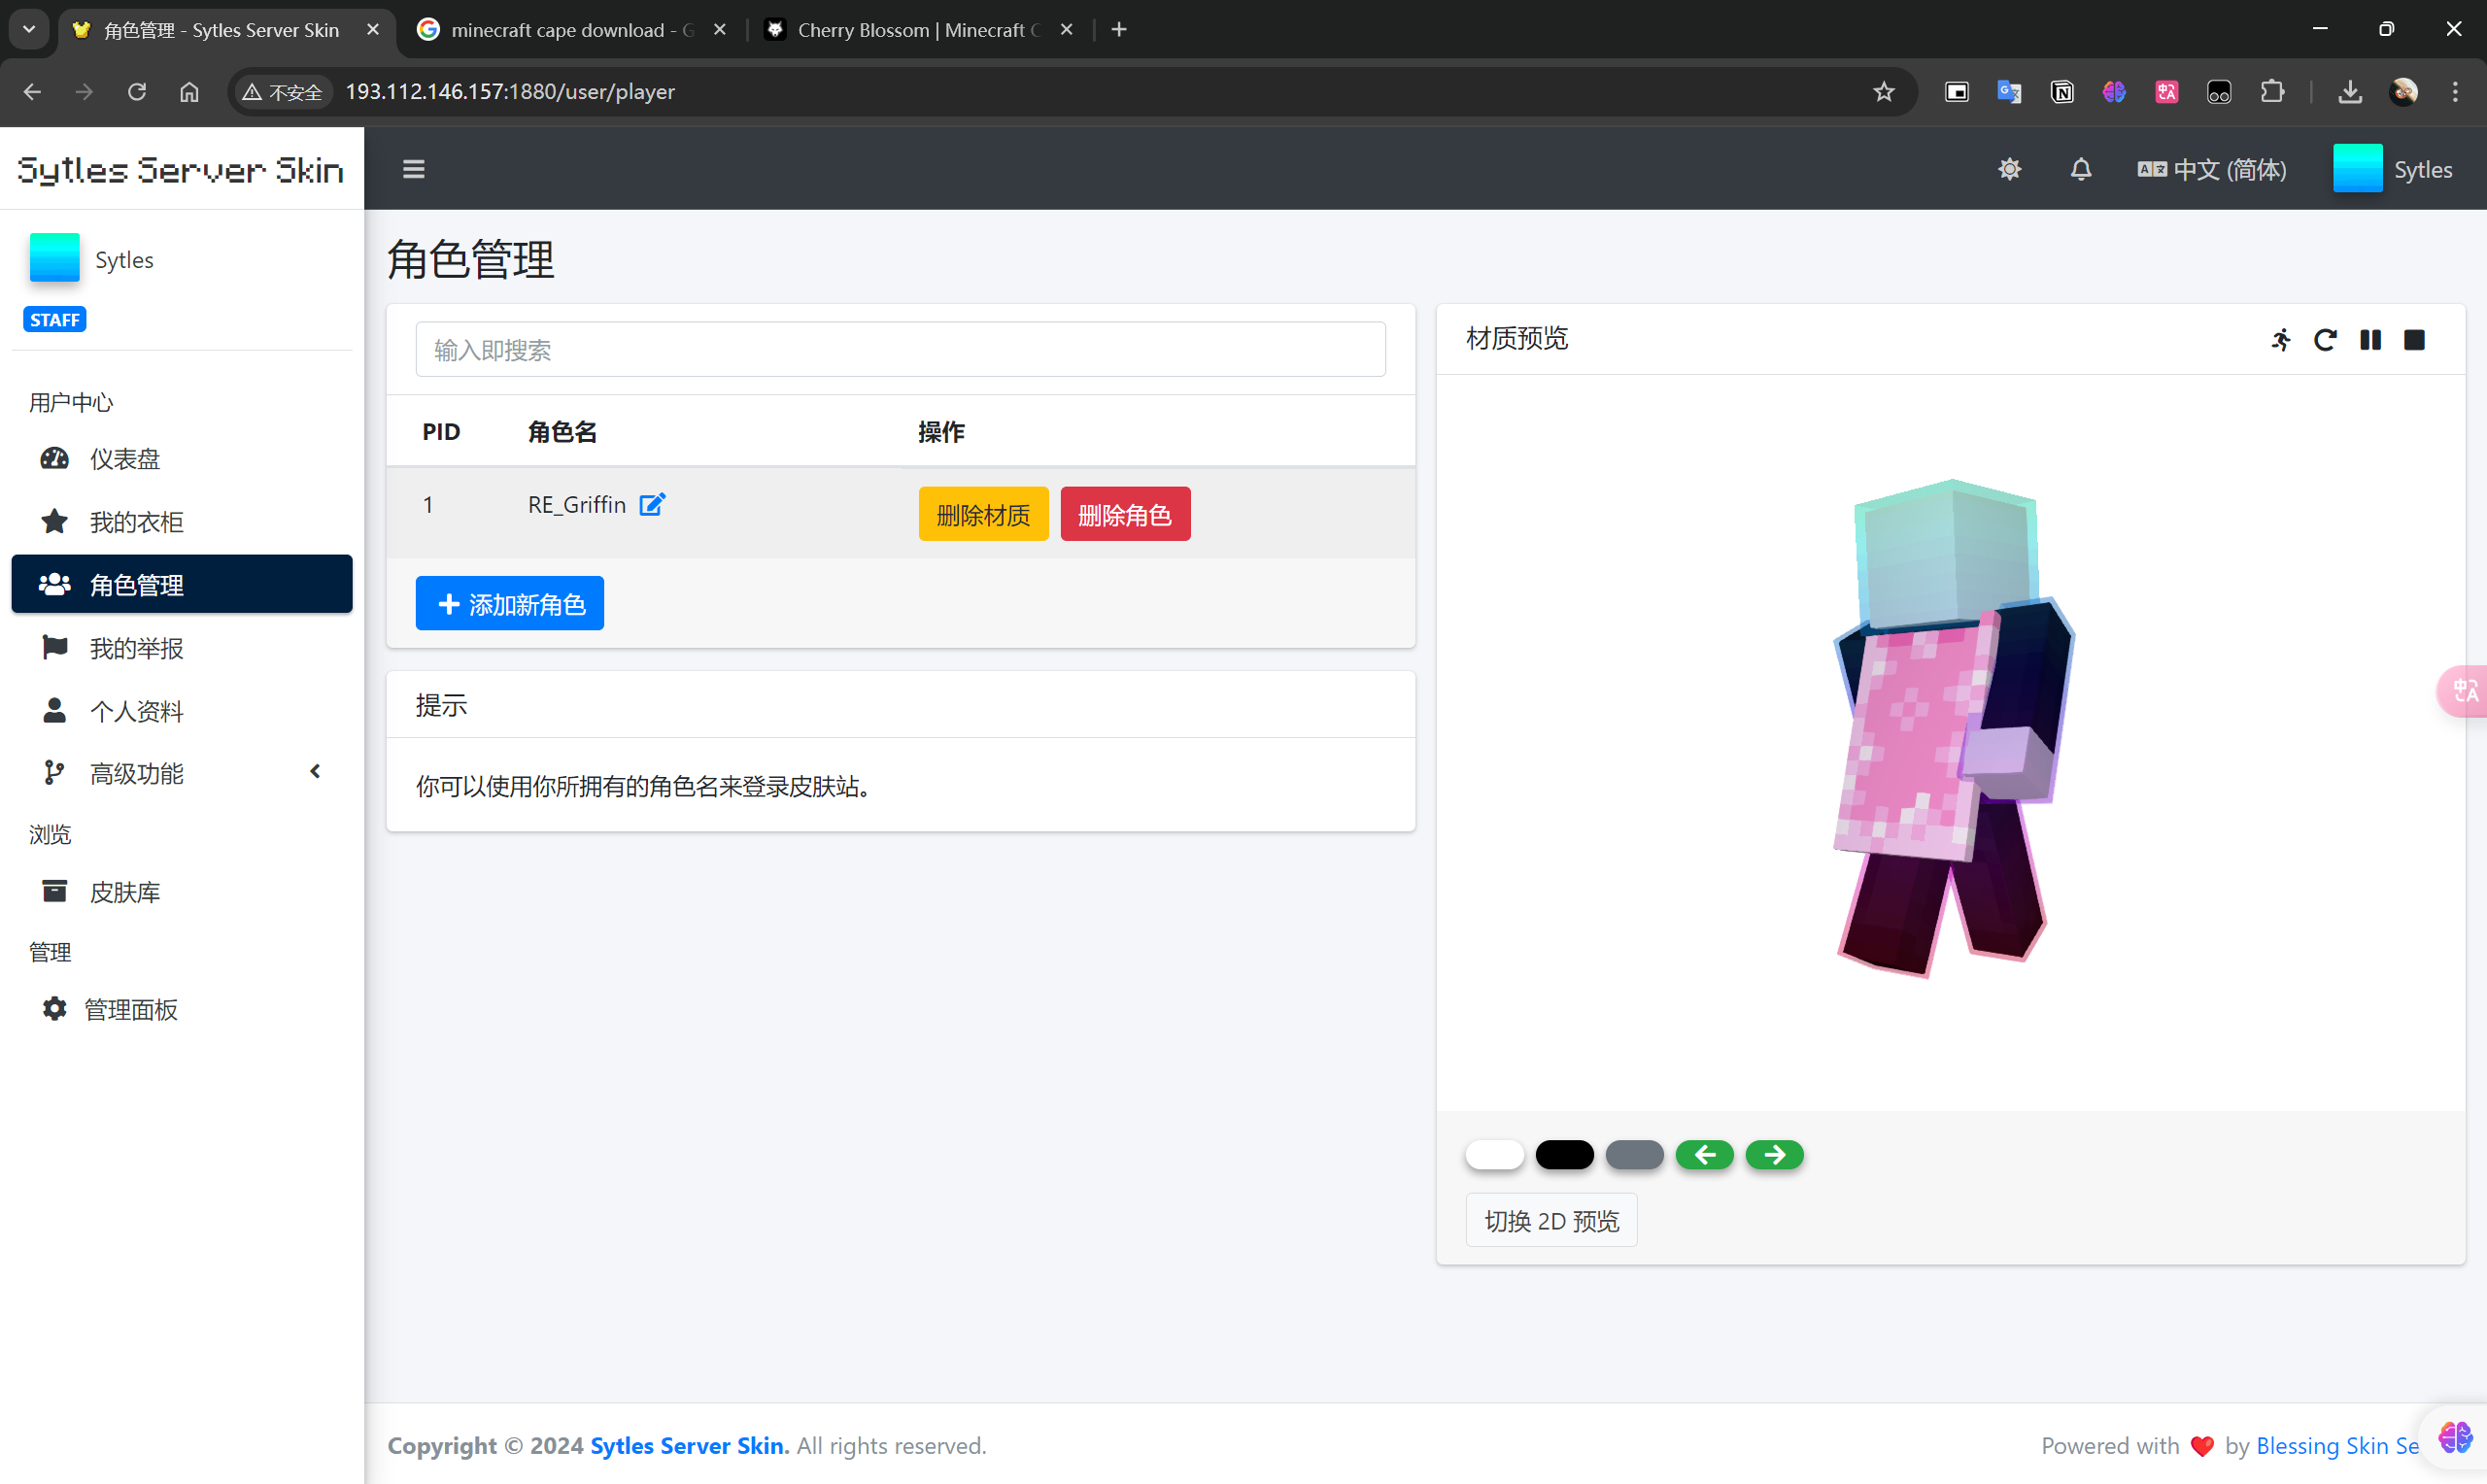 角色管理 - Sytles Server Skin
minecraft cape download - G
Cherry Blossom | Minecraft C
不安全
193.112.146.157:1880/user/player
Sytles Server Skin
中文 (简体)
Sytles
Sytles
STAFF
用户中心
仪表盘
我的衣柜
角色管理
我的举报
个人资料
高级功能
浏览
皮肤库
管理
管理面板
角色管理
输入即搜索
PID 角色名 操作
1 RE_Griffin 删除材质 删除角色
添加新角色
提示
你可以使用你所拥有的角色名来登录皮肤站。
材质预览
切换 2D 预览
Copyright © 2024 Sytles Server Skin. All rights reserved.
Powered with ❤ by Blessing Skin Se